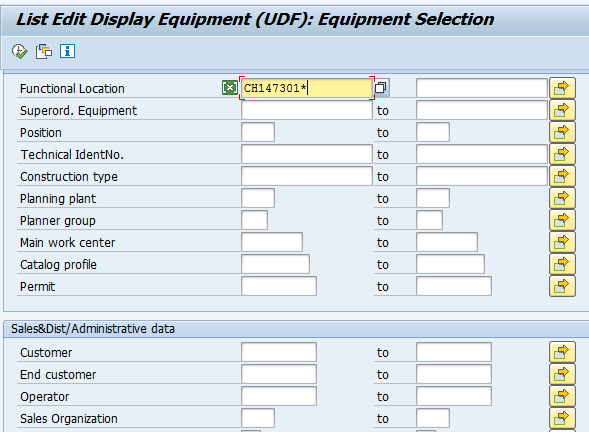 List Edit Display Equipment (UDF): Equipment Selection
Functional Location CH147301*
Superord. Equipment to
Position to
Technical IdentNo. to
Construction type to
Planning plant to
Planner group to
Main work center to
Catalog profile to
Permit to
Sales&Dist/Administrative data
Customer to
End customer to
Operator to
Sales Organization to